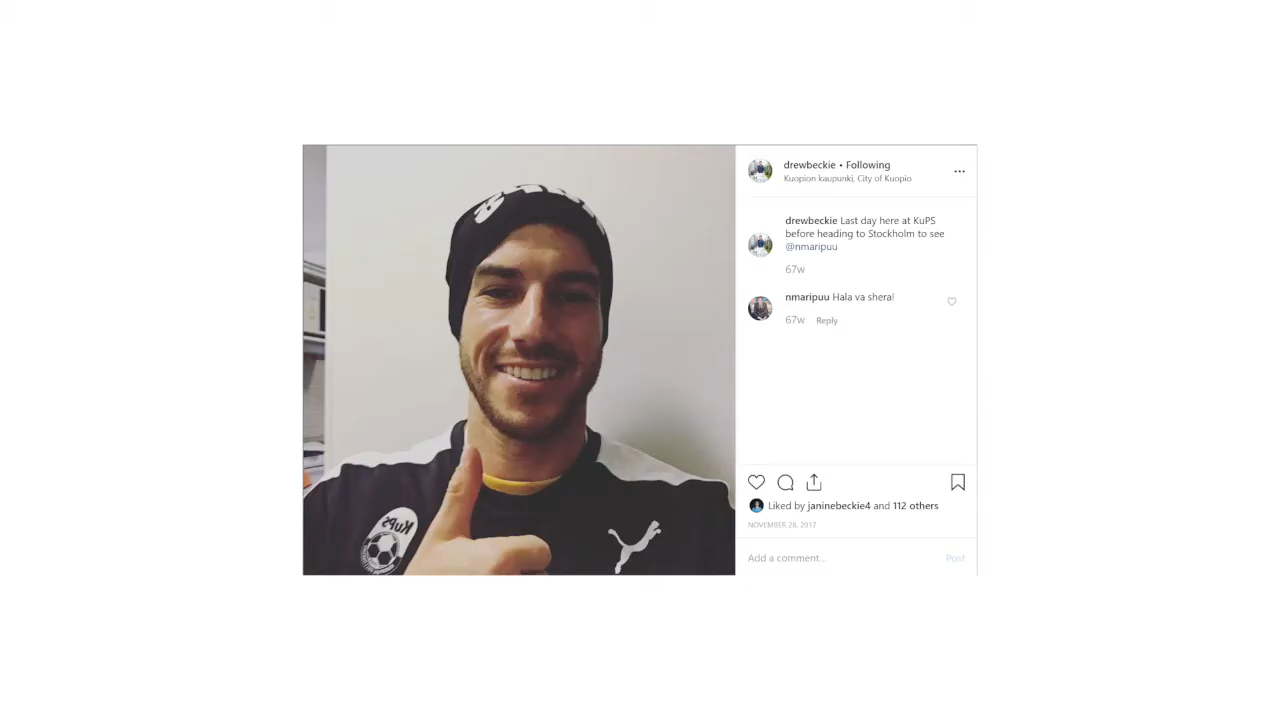 drewbeckie • Following
Kuopion kaupunki, City of Kuopio
drewbeckie Last day here at KuPS
before heading to Stockholm to see
@nmaripuu
67w
nmaripuu Hala va shera!
67w Reply
Liked by janinebeckie4 and 112 others
NOVEMBER 28, 2017
Add a comment...
Post
KuPS